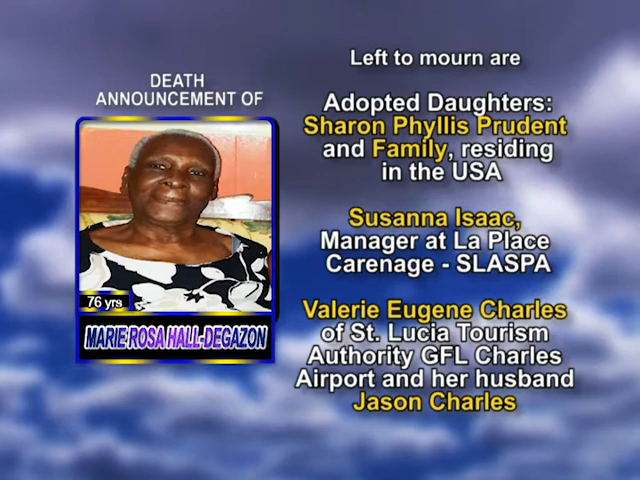 DEATH
ANNOUNCEMENT OF
76 yrs
MARIE ROSA HALL-DEGAZON
Left to mourn are
Adopted Daughters:
Sharon Phyllis Prudent
and Family, residing
in the USA
Susanna Isaac,
Manager at La Place
Carenage - SLASPA
Valerie Eugene Charles
of St. Lucia Tourism
Authority GFL Charles
Airport and her husband
Jason Charles